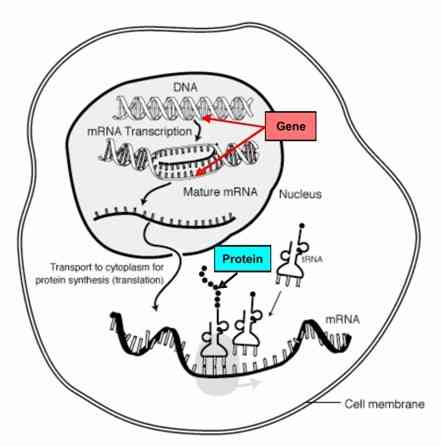 DNA
mRNA Transcription
Gene
Mature mRNA
Nucleus
Transport to cytoplasm for
protein synthesis (translation)
Protein
tRNA
mRNA
Cell membrane